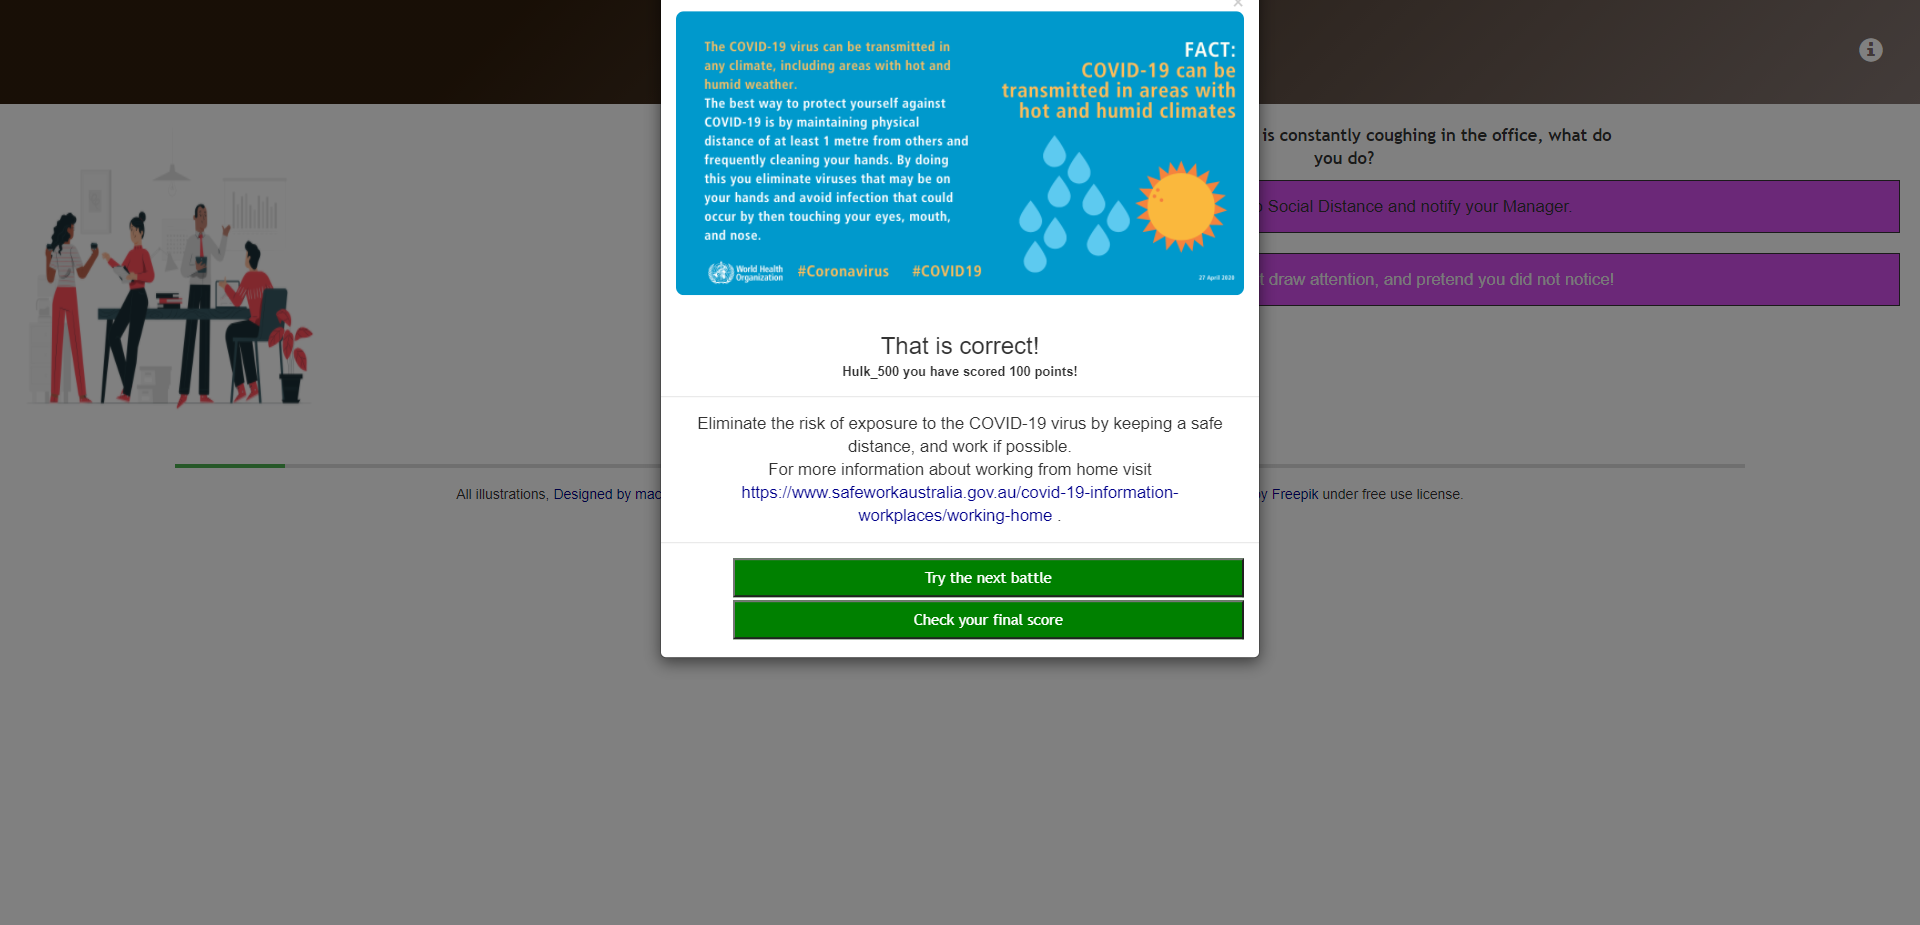 The COVID-19 virus can be transmitted in
any climate, including areas with hot and
humid weather.
The best way to protect yourself against
COVID-19 is by maintaining physical
distance of at least 1 metre from others and
frequently cleaning your hands. By doing
this you eliminate viruses that may be on
your hands and avoid infection that could
occur by then touching your eyes, mouth,
and nose.
World Health
Organization
#Coronavirus #COVID19
FACT:
COVID-19 can be
transmitted in areas with
hot and humid climates
27 April 2020
is constantly coughing in the office, what do
you do?
Social Distance and notify your Manager.
draw attention, and pretend you did not notice!
That is correct!
Hulk_500 you have scored 100 points!
Eliminate the risk of exposure to the COVID-19 virus by keeping a safe
distance, and work if possible.
For more information about working from home visit
https://www.safeworkaustralia.gov.au/covid-19-information-
workplaces/working-home .
All illustrations, Designed by
Freepik under free use license.
Try the next battle
Check your final score